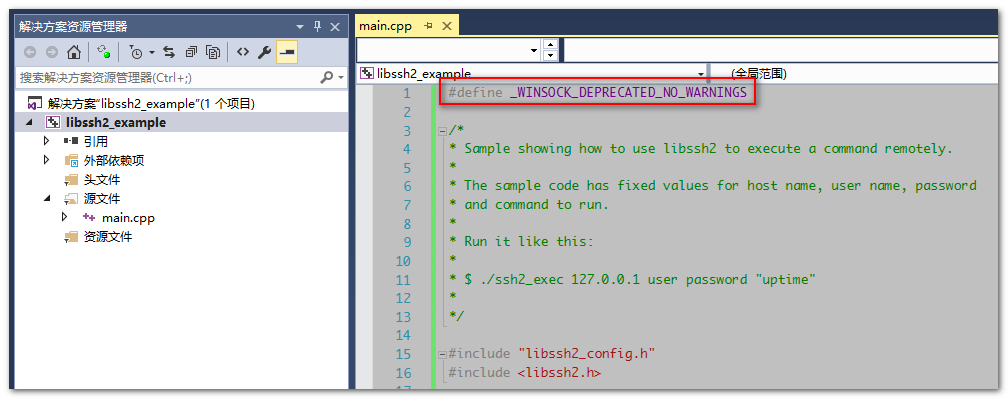 解决方案资源管理器
搜索解决方案资源管理器(Ctrl+;)
解决方案"libssh2_example"(1 个项目)
libssh2_example
引用
外部依赖项
头文件
源文件
main.cpp
资源文件
main.cpp
libssh2_example
(全局范围)
1 #define _WINSOCK_DEPRECATED_NO_WARNINGS
2
3 /*
4 * Sample showing how to use libssh2 to execute a command remotely.
5 *
6 * The sample code has fixed values for host name, user name, password
7 * and command to run.
8 *
9 * Run it like this:
10 *
11 * $ ./ssh2_exec 127.0.0.1 user password "uptime"
12 *
13 */
14
15 #include "libssh2_config.h"
16 #include <libssh2.h>